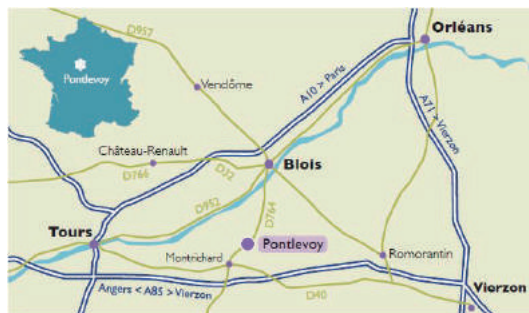 D957
Orléans
Pontlevoy
Vendôme
A10 > Paris
A71 > Vierzon
Château-Renault
D766
D32
Blois
D952
D764
Tours
Pontlevoy
Montrichard
Romorantin
Angers < A85 > Vierzon
D40
Vierzon